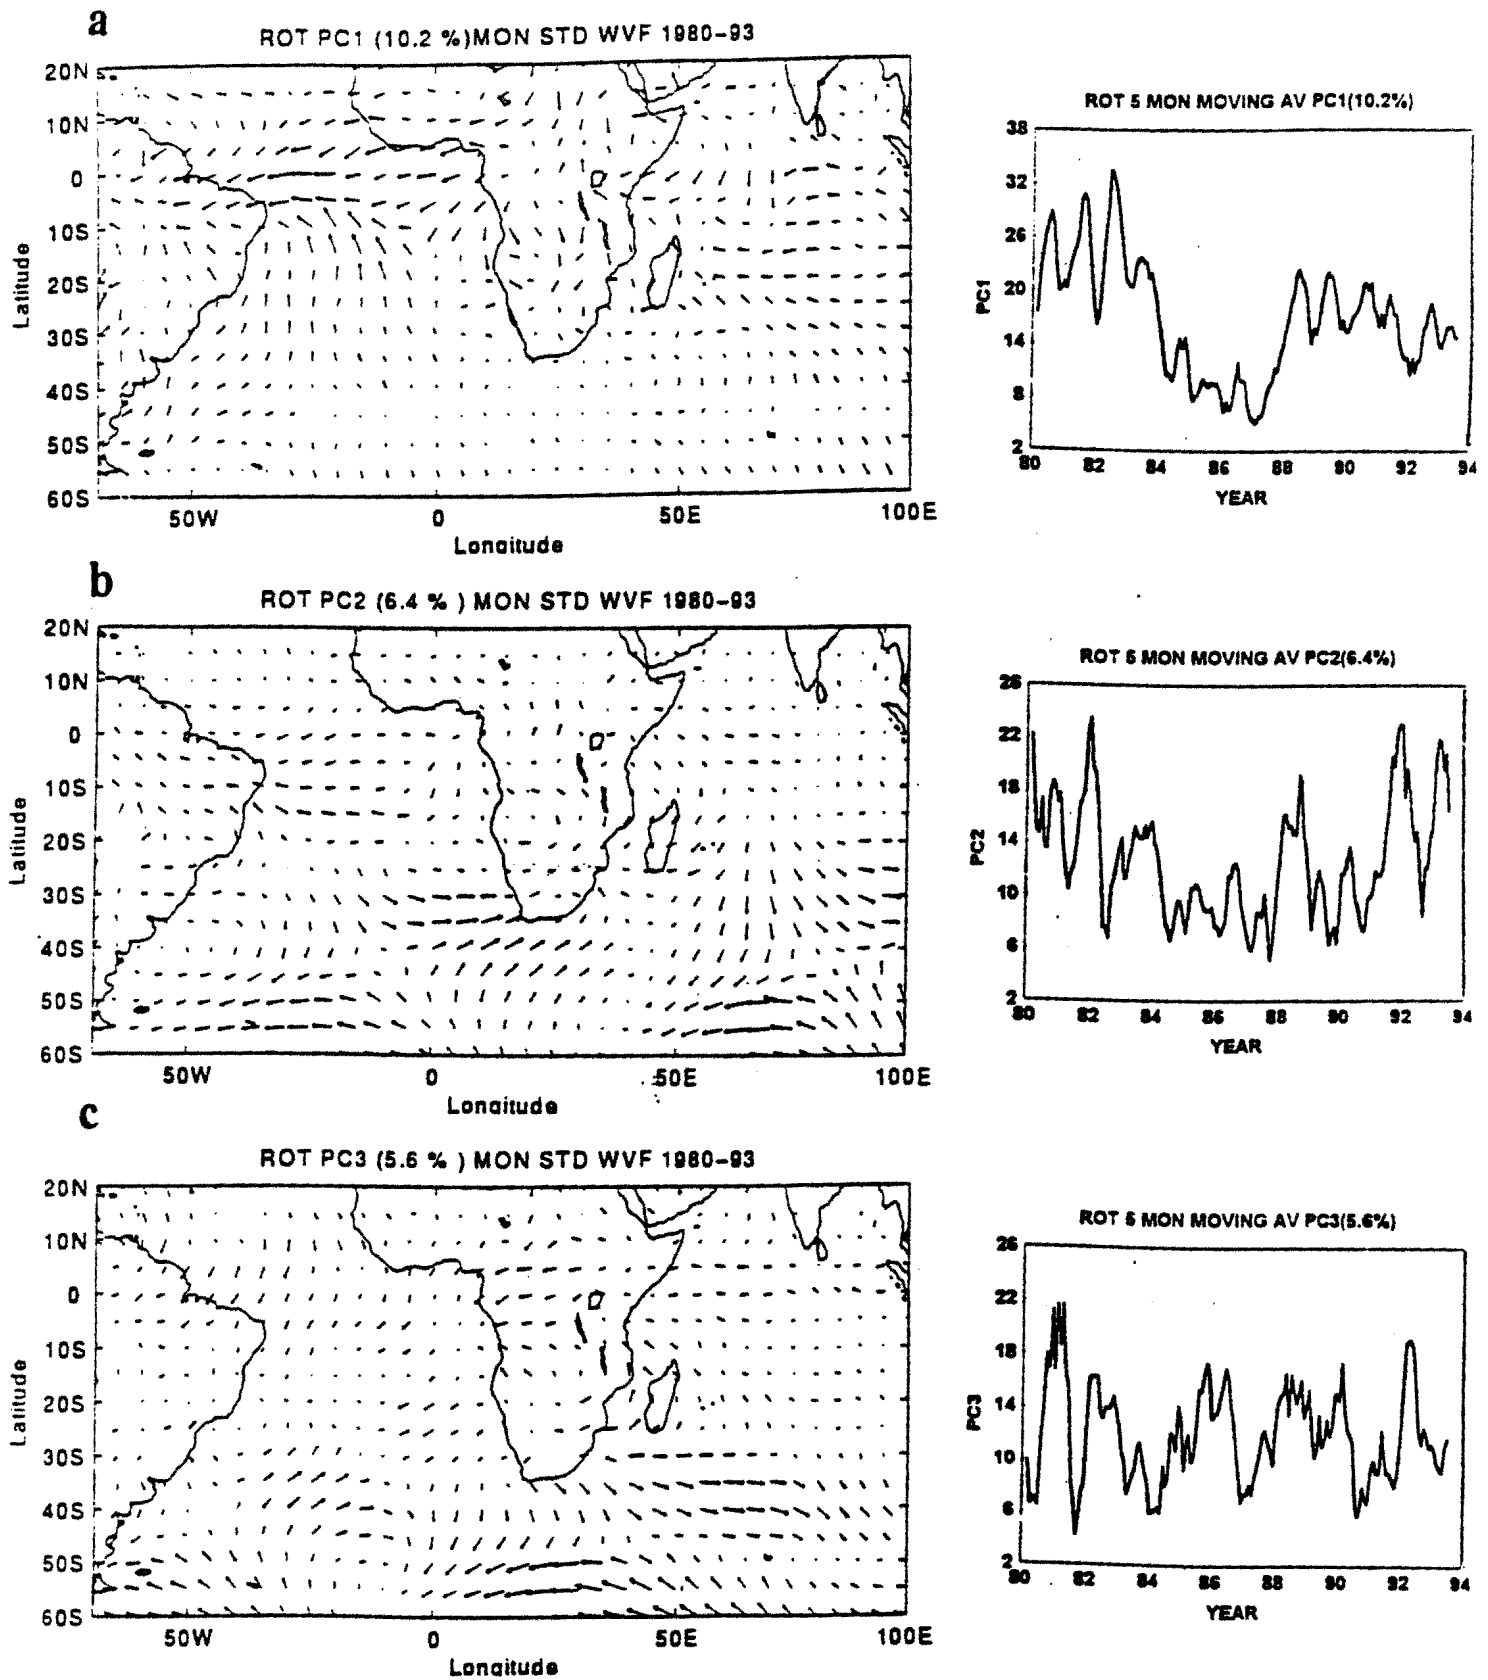 a
ROT PC1 (10.2 %)MON STD WVF 1980-93
20N
10N
0
10S
20S
30S
40S
50S
60S
Latitude
50W
0
50E
100E
Longitude
ROT 5 MON MOVING AV PC1(10.2%)
38
32
26
20
14
8
2
PC1
80
82
84
86
88
90
92
94
YEAR
b
ROT PC2 (6.4 % ) MON STD WVF 1980-93
20N
10N
0
10S
20S
30S
40S
50S
60S
Latitude
50W
0
50E
100E
Longitude
ROT 5 MON MOVING AV PC2(6.4%)
26
22
18
14
10
6
2
PC2
80
82
84
86
88
90
92
94
YEAR
c
ROT PC3 (5.6 % ) MON STD WVF 1980-93
20N
10N
0
10S
20S
30S
40S
50S
60S
Latitude
50W
0
50E
100E
Longitude
ROT 5 MON MOVING AV PC3(5.6%)
26
22
18
14
10
6
2
PC3
80
82
84
86
88
90
92
94
YEAR